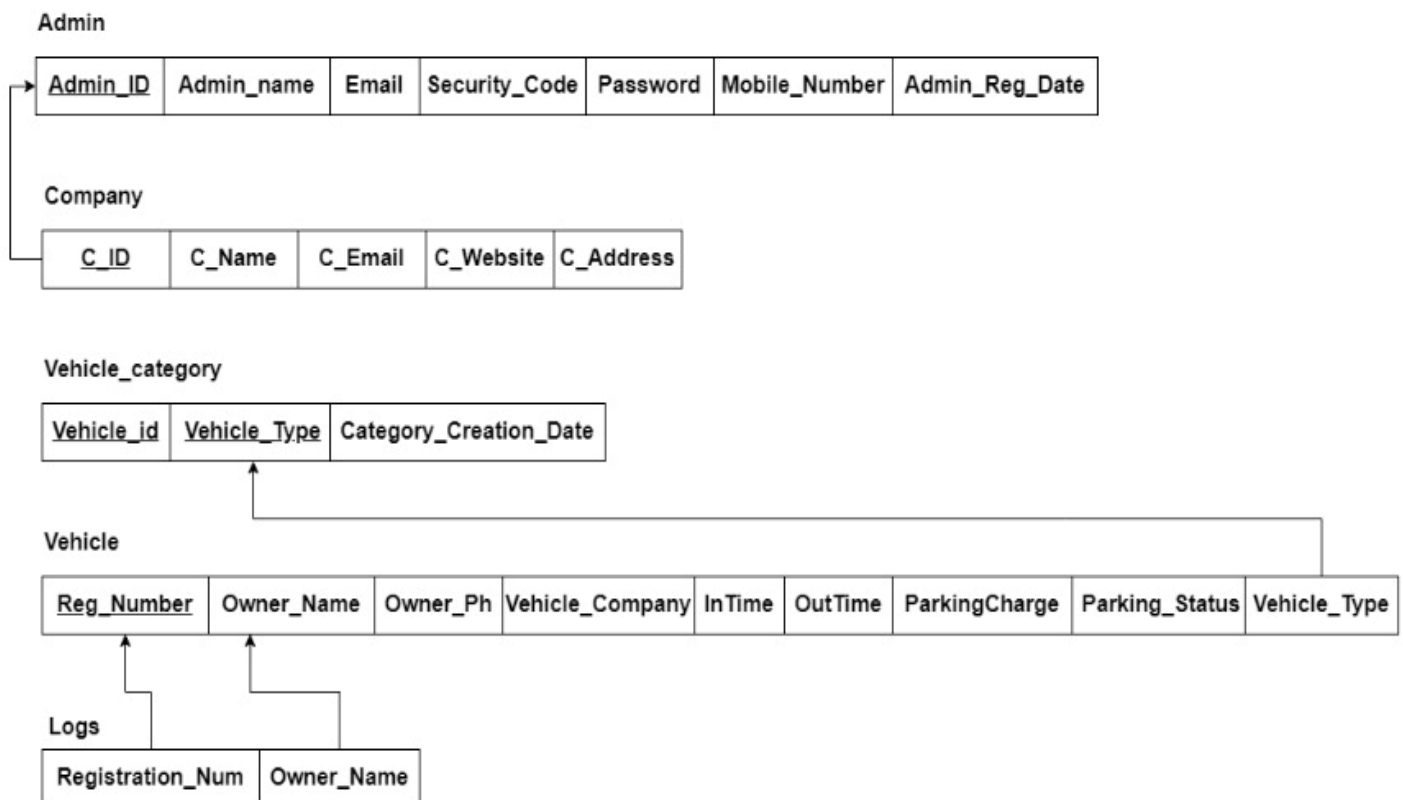 Admin
Admin_ID Admin_name Email Security_Code Password Mobile_Number Admin_Reg_Date
Company
C_ID C_Name C_Email C_Website C_Address
Vehicle_category
Vehicle_id Vehicle_Type Category_Creation_Date
Vehicle
Reg_Number Owner_Name Owner_Ph Vehicle_Company InTime OutTime ParkingCharge Parking_Status Vehicle_Type
Logs
Registration_Num Owner_Name